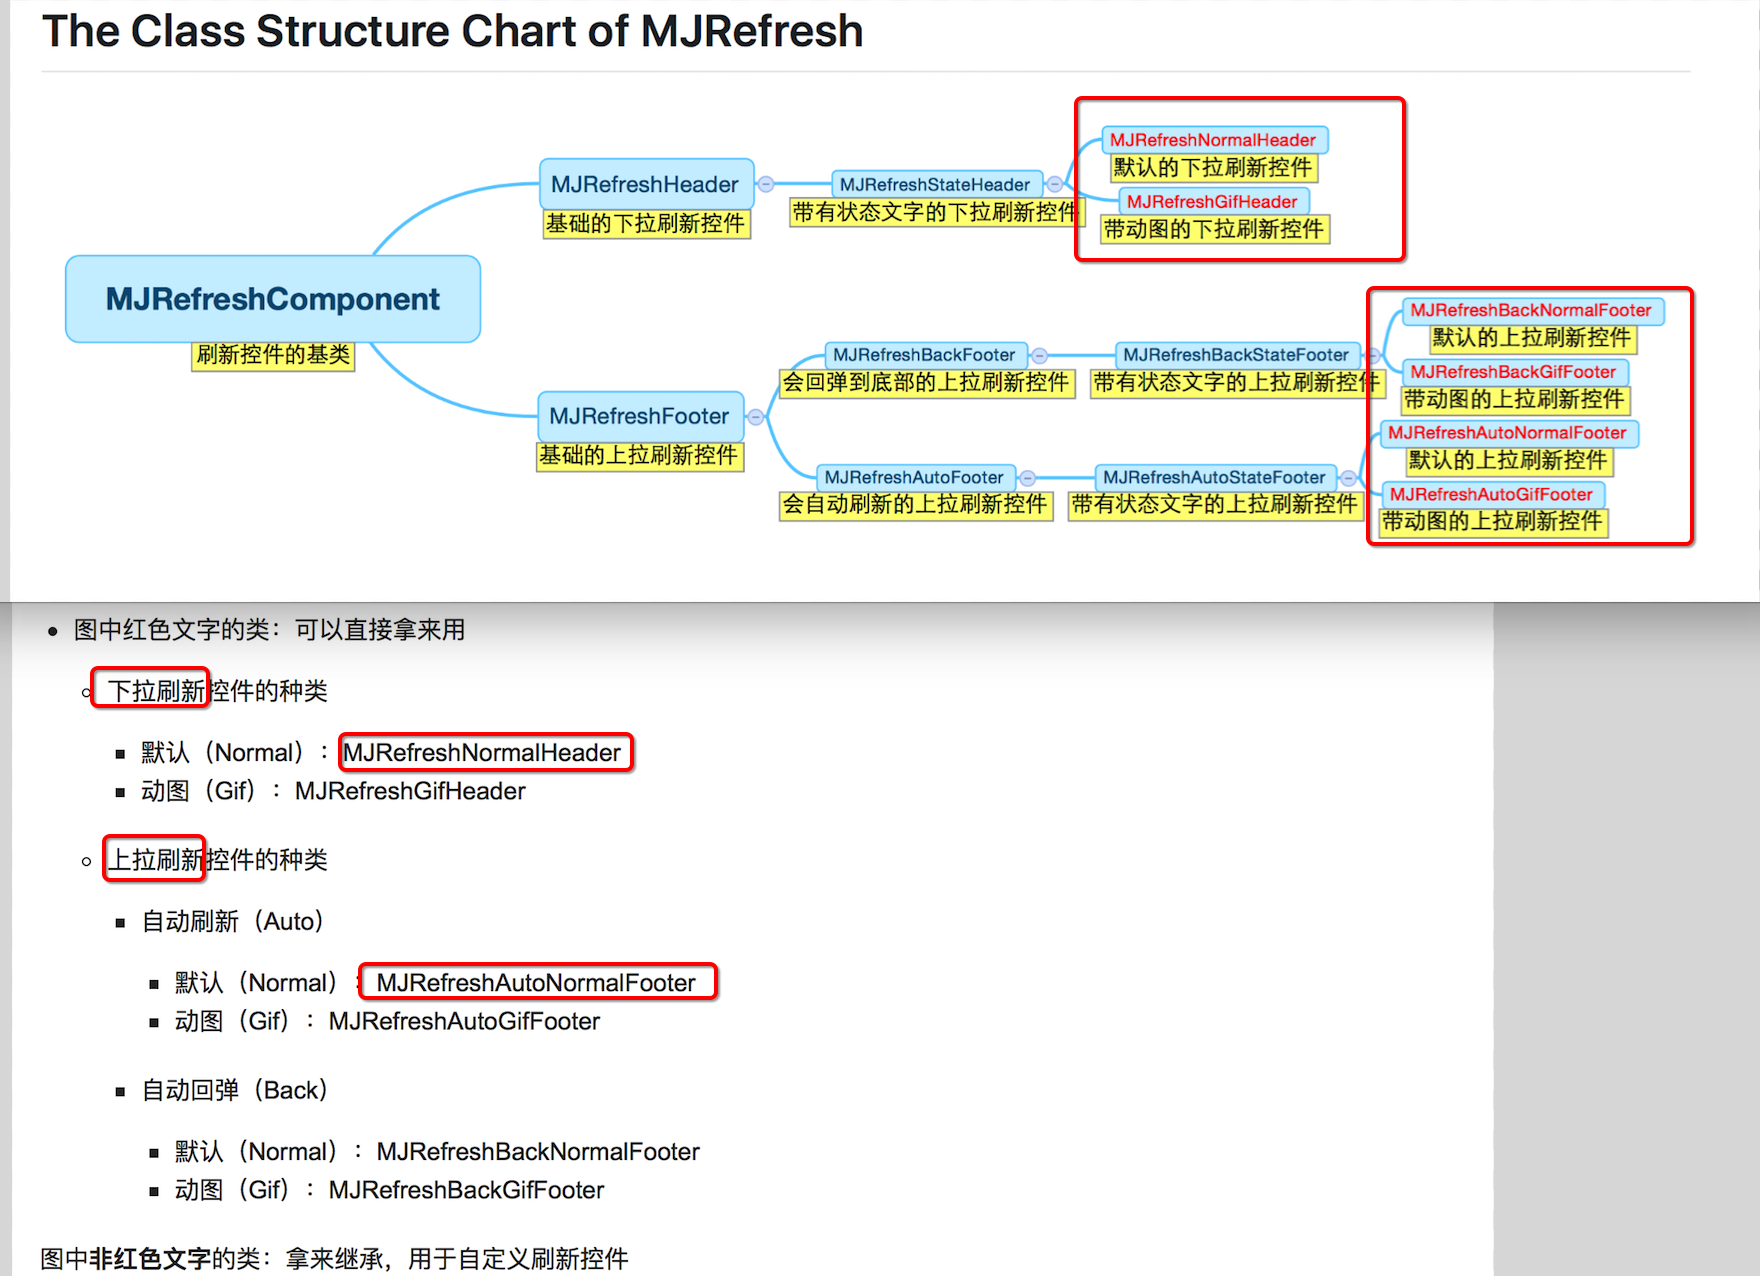 The Class Structure Chart of MJRefresh
MJRefreshComponent
刷新控件的基类
MJRefreshHeader
基础的下拉刷新控件
MJRefreshStateHeader
带有状态文字的下拉刷新控件
MJRefreshNormalHeader
默认的下拉刷新控件
MJRefreshGifHeader
带动图的下拉刷新控件
MJRefreshFooter
基础的上拉刷新控件
MJRefreshBackFooter
会回弹到底部的上拉刷新控件
MJRefreshBackStateFooter
带有状态文字的上拉刷新控件
MJRefreshBackNormalFooter
默认的上拉刷新控件
MJRefreshBackGifFooter
带动图的上拉刷新控件
MJRefreshAutoFooter
会自动刷新的上拉刷新控件
MJRefreshAutoStateFooter
带有状态文字的上拉刷新控件
MJRefreshAutoNormalFooter
默认的上拉刷新控件
MJRefreshAutoGifFooter
带动图的上拉刷新控件
图中红色文字的类：可以直接拿来用
下拉刷新控件的种类
默认（Normal）：MJRefreshNormalHeader
动图（Gif）：MJRefreshGifHeader
上拉刷新控件的种类
自动刷新（Auto）
默认（Normal）：MJRefreshAutoNormalFooter
动图（Gif）：MJRefreshAutoGifFooter
自动回弹（Back）
默认（Normal）：MJRefreshBackNormalFooter
动图（Gif）：MJRefreshBackGifFooter
图中非红色文字的类：拿来继承，用于自定义刷新控件